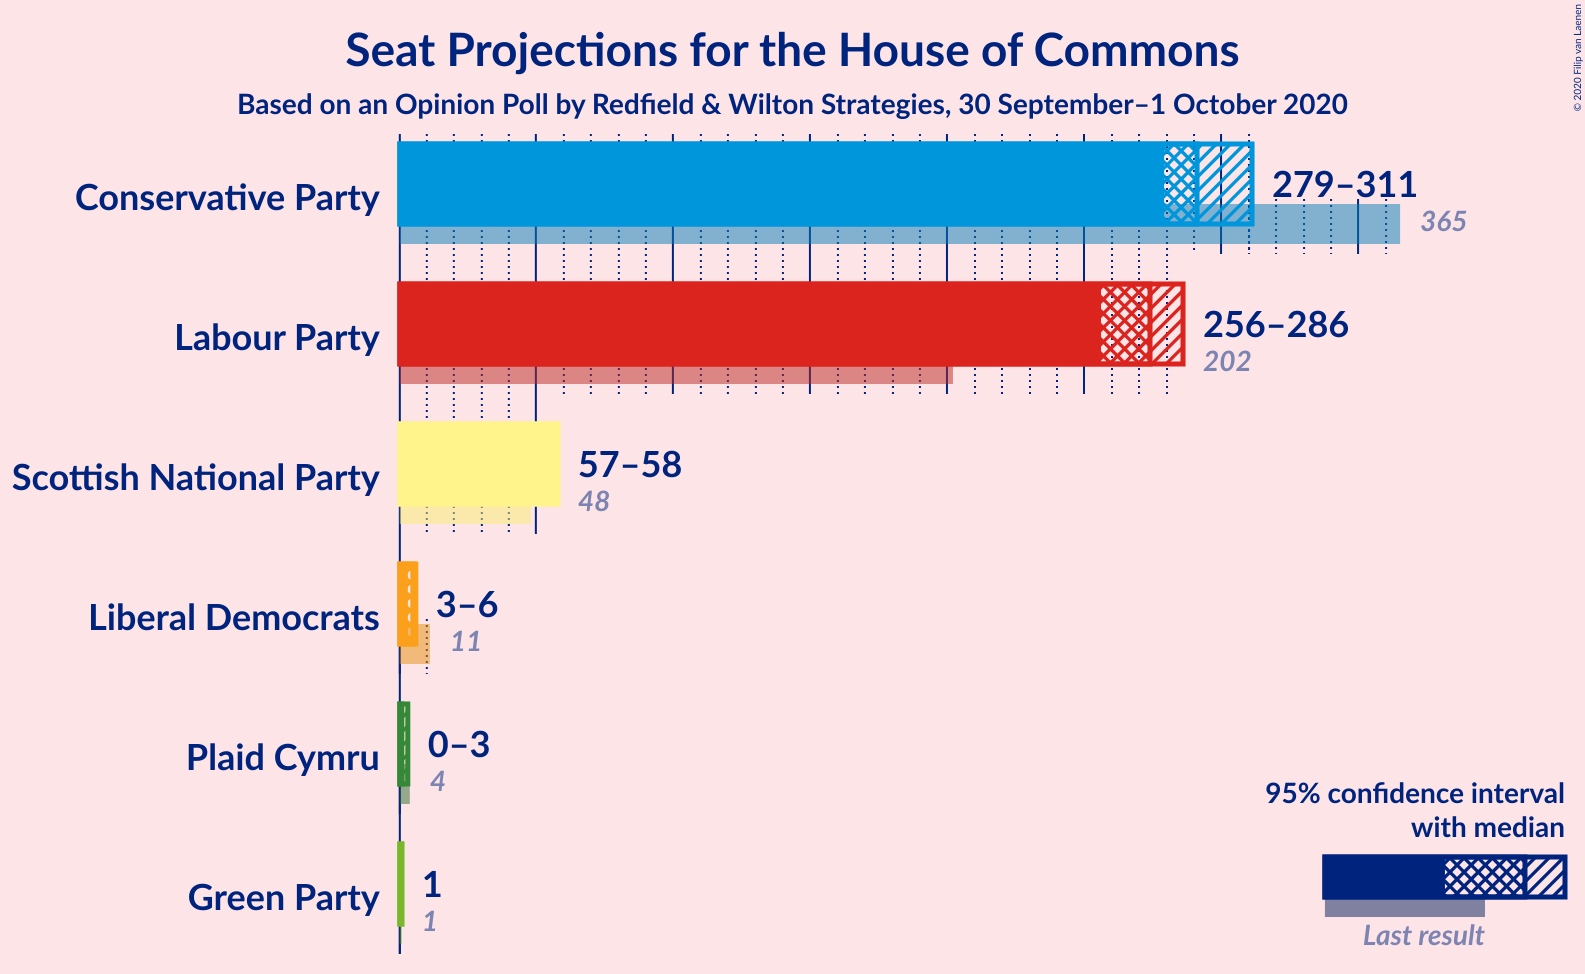 Seat Projections for the House of Commons
Based on an Opinion Poll by Redfield & Wilton Strategies, 30 September–1 October 2020
© 2020 Filip van Laenen
Conservative Party
279–311
365
Labour Party
256–286
202
Scottish National Party
57–58
48
Liberal Democrats
3–6
11
Plaid Cymru
0–3
4
Green Party
1
1
95% confidence interval
with median
Last result